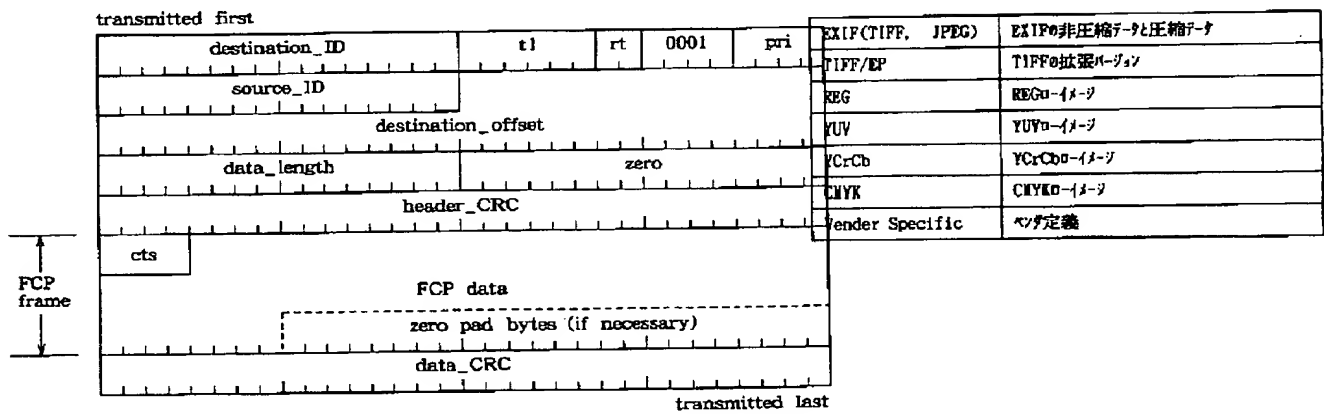 transmitted first
destination_ID tl rt 0001 pri
source_ID
destination_offset
data_length zero
header_CRC
cts
FCP
frame
FCP data
zero pad bytes (if necessary)
data_CRC
transmitted last
EXIF(TIFF, JPEG) EXIFの非圧縮データと圧縮データ
TIFF/EP TIFFの拡張バージョン
REG REGローイメージ
YUV YUVローイメージ
YCrCb YCrCbローイメージ
CMYK CMYKローイメージ
Vender Specific ベンダ定義